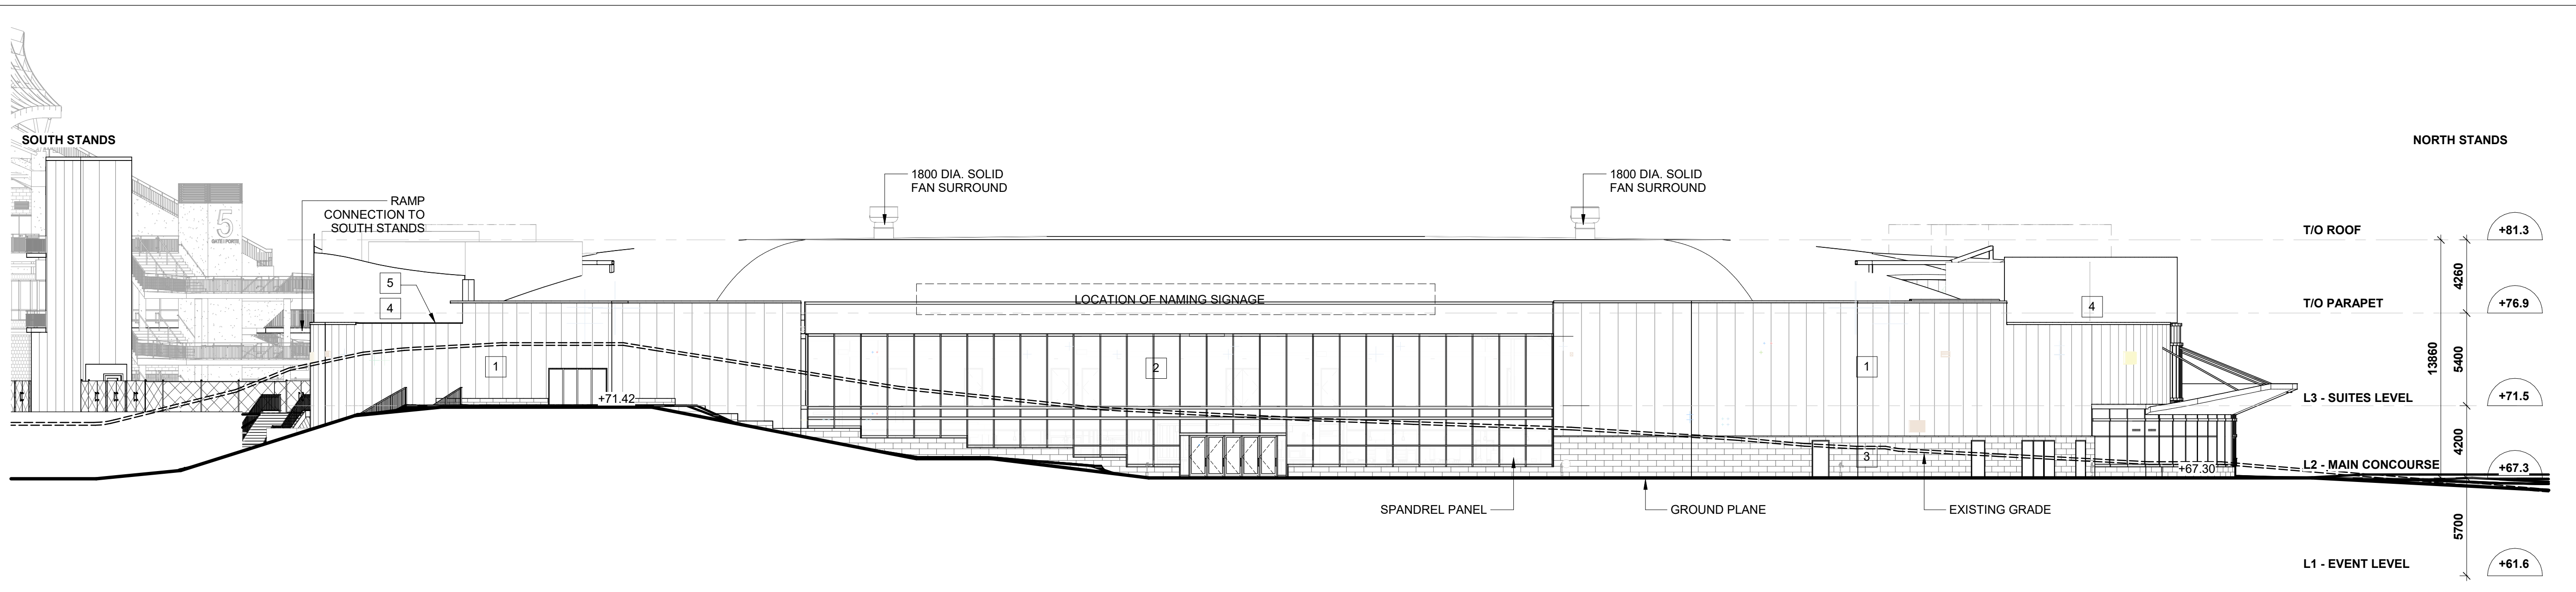 SOUTH STANDS
NORTH STANDS
1800 DIA. SOLID
FAN SURROUND
1800 DIA. SOLID
FAN SURROUND
RAMP
CONNECTION TO
SOUTH STANDS
5
GATE | PORTE
T/O ROOF
+81.3
4260
5
4
LOCATION OF NAMING SIGNAGE
4
T/O PARAPET
+76.9
13860
5400
1
2
1
+71.42
L3 - SUITES LEVEL
+71.5
4200
3
+67.30
L2 - MAIN CONCOURSE
+67.3
SPANDREL PANEL
GROUND PLANE
EXISTING GRADE
5700
L1 - EVENT LEVEL
+61.6